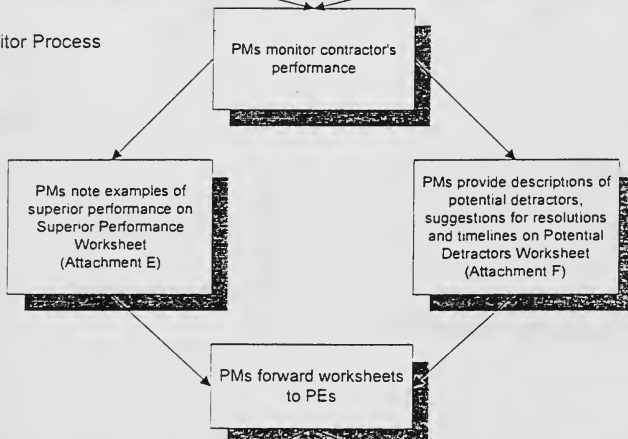 itor Process
PMs monitor contractor's
performance
PMs note examples of
superior performance on
Superior Performance
Worksheet
(Attachment E)
PMs provide descriptions of
potential detractors,
suggestions for resolutions
and timelines on Potential
Detractors Worksheet
(Attachment F)
PMs forward worksheets
to PEs